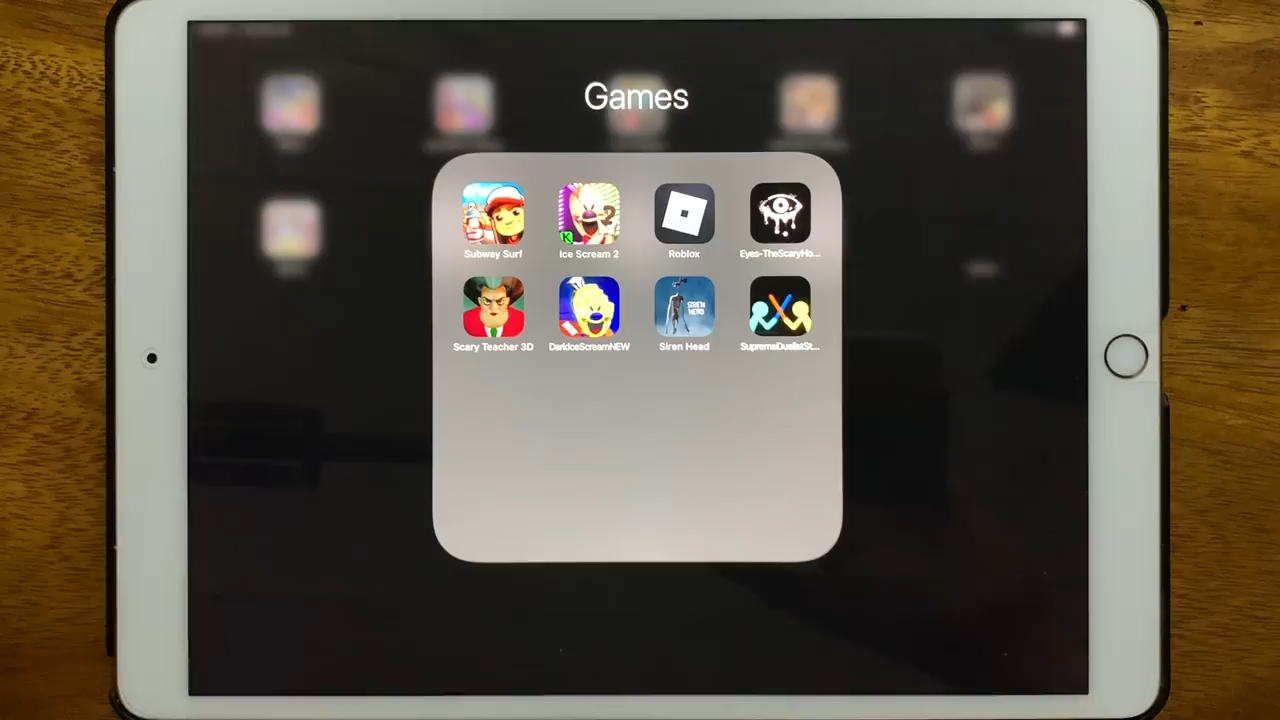 Games
Subway Surf
Ice Scream 2
Roblox
Eyes-TheScaryHo...
Scary Teacher 3D
DarkIceScreamNEW
Siren Head
SupremeDuelistSt...